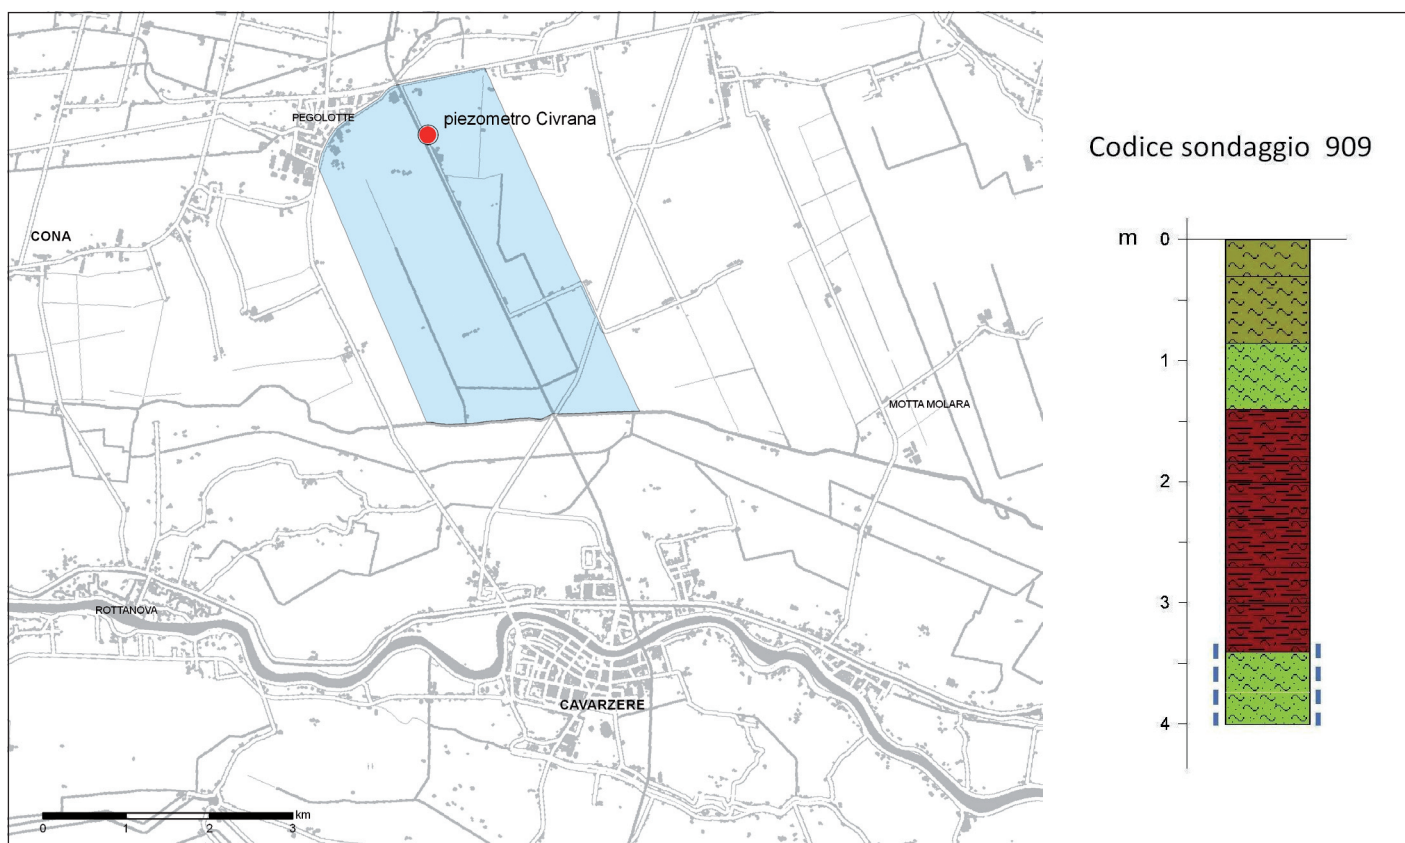 PEGOLOTTE
piezometro Civrana
CONA
MOTTA MOLARA
ROTTANOVA
CAVARZERE
km
0 1 2 3
Codice sondaggio 909
m 0
1
2
3
4